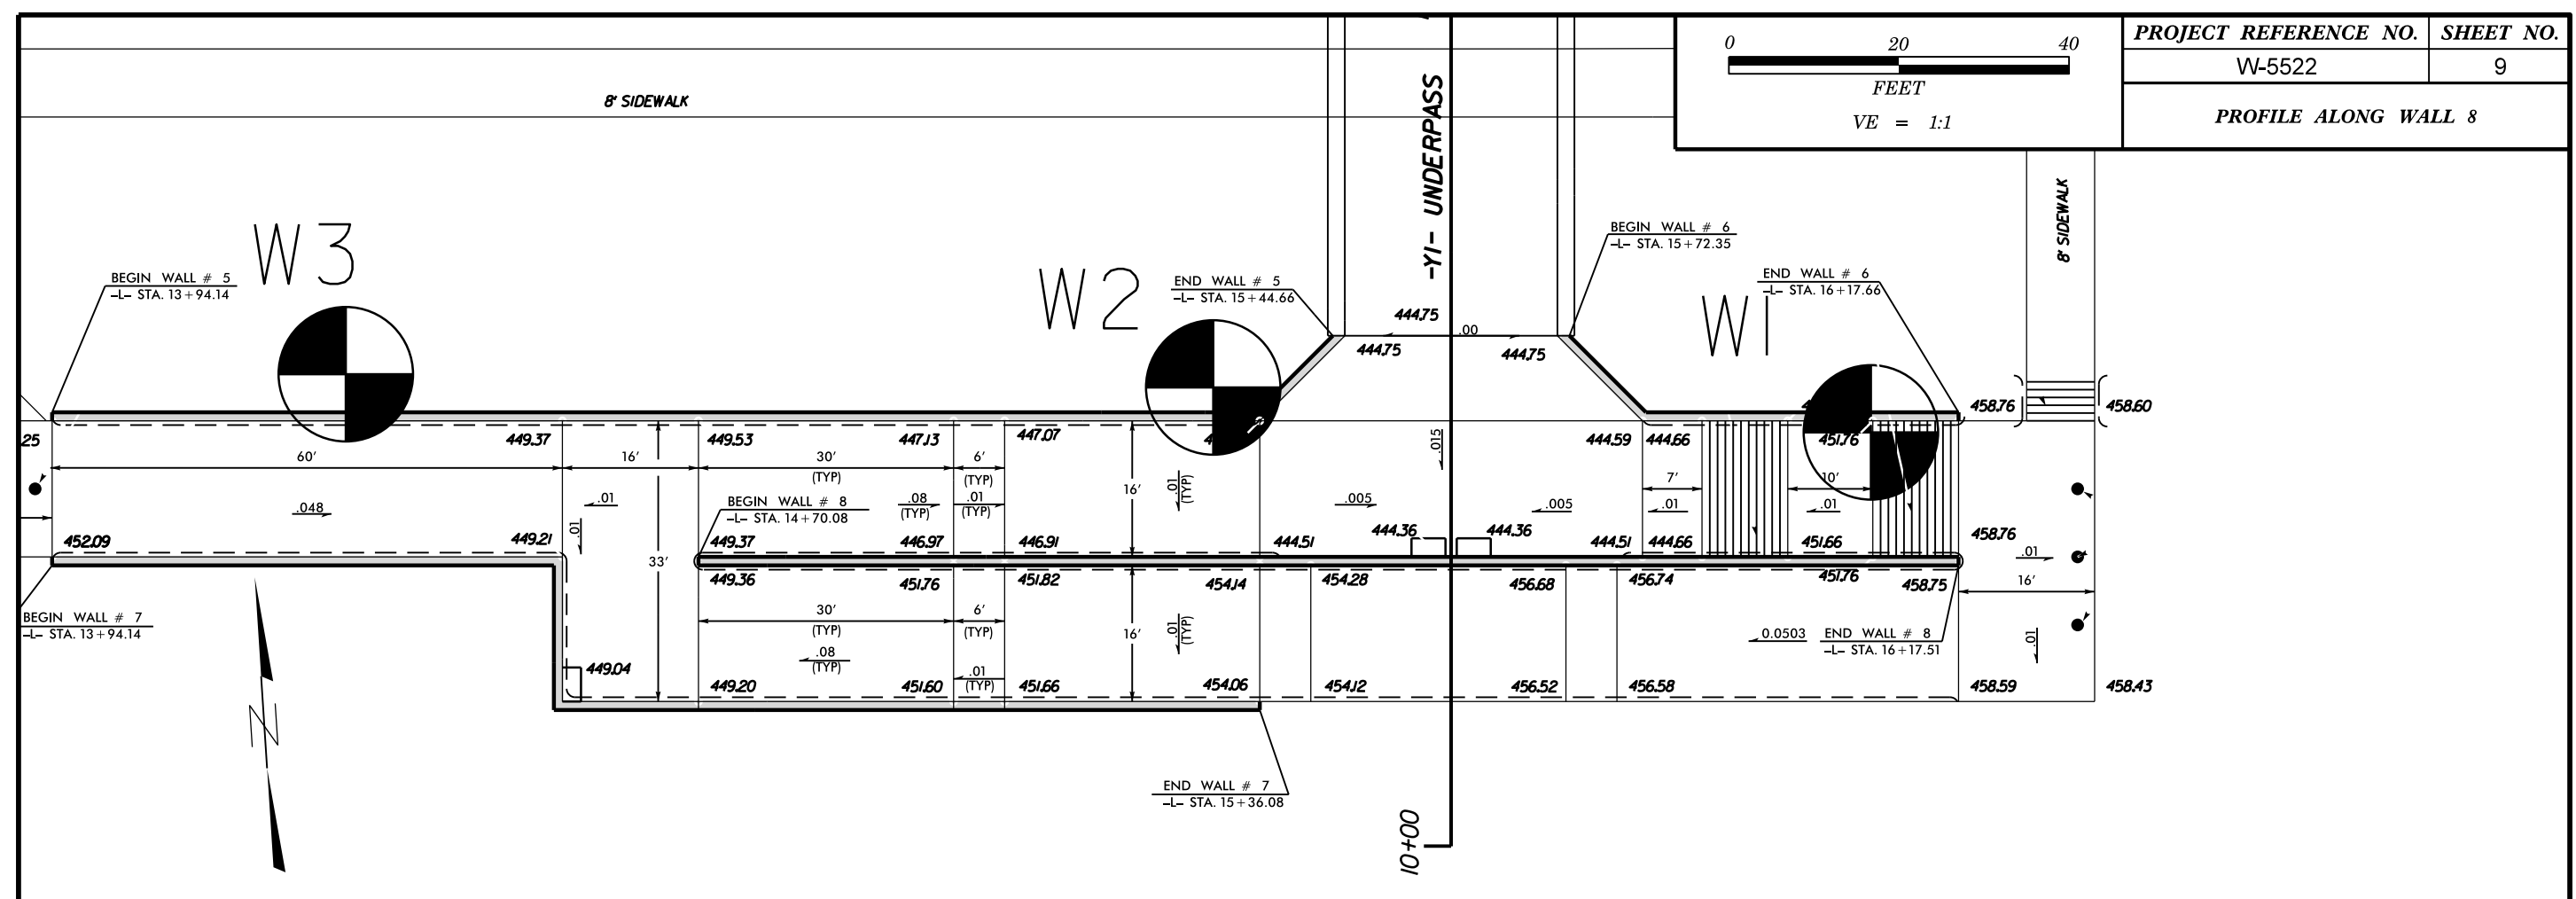 0 20 40
FEET
VE = 1:1
PROJECT REFERENCE NO. SHEET NO.
W-5522 9
PROFILE ALONG WALL 8
8' SIDEWALK
-Y1- UNDERPASS
8' SIDEWALK
W3
W2
W1
BEGIN WALL # 5
-L- STA. 13+94.14
END WALL # 5
-L- STA. 15+44.66
BEGIN WALL # 6
-L- STA. 15+72.35
END WALL # 6
-L- STA. 16+17.66
444.75
.00
444.75 444.75
458.76 458.60
.25 449.37 449.53 447.13 447.07 444.59 444.66 451.76
60' 16' 30' 6'
(TYP) (TYP)
7' 10'
16'
.01
(TYP)
.015
.048 .01
.08
(TYP)
.01
(TYP)
.005 .005 .01 .01
BEGIN WALL # 8
-L- STA. 14+70.08
.01
33'
452.09 449.21 449.37 446.97 446.91 444.51 444.36 444.36 444.51 444.66 451.66 458.76
.01
449.36 451.76 451.82 454.14 454.28 456.68 456.74 451.76 458.75
16'
30' 6'
(TYP) (TYP)
16'
.01
(TYP)
.01
BEGIN WALL # 7
-L- STA. 13+94.14
0.0503
END WALL # 8
-L- STA. 16+17.51
.08
(TYP)
.01
(TYP)
449.04
449.20 451.60 451.66 454.06 454.12 456.52 456.58 458.59 458.43
N
END WALL # 7
-L- STA. 15+36.08
10+00